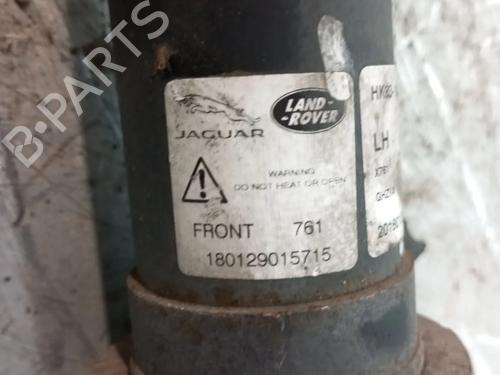 B-PARTS
JAGUAR
LAND-
-ROVER
WARNING
DO NOT HEAT OR OPEN
FRONT 761
180129015715
LH